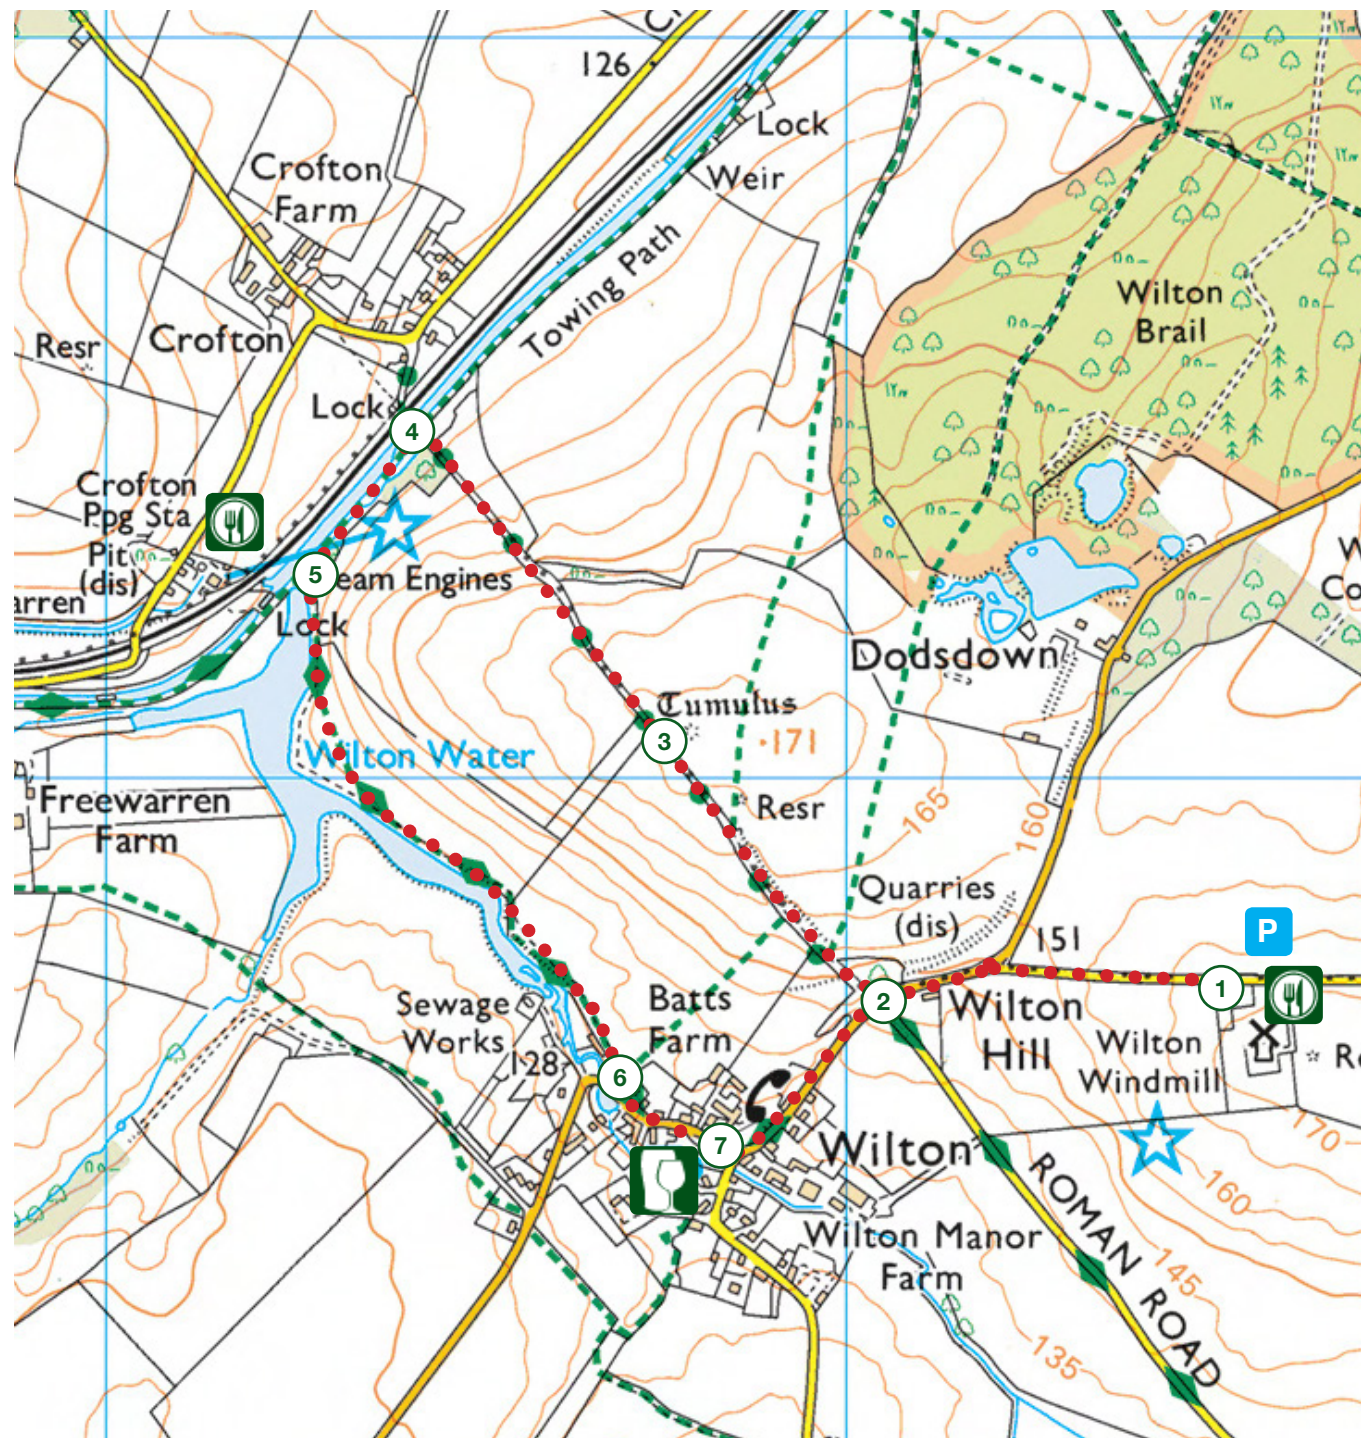 126
Lock
Weir
Crofton
Farm
Towing Path
Wilton
Brail
Resr
Crofton
Lock
4
Crofton
Ppg Sta
Pit
(dis)
arren
5
eam Engines
Lock
Dodsdown
Tumulus
171
3
Wilton Water
Resr
165
160
Freewarren
Farm
Quarries
(dis)
151
P
1
2
Wilton
Hill
Sewage
Works
Batts
Farm
128
Wilton
Windmill
6
7
Wilton
170
160
ROMAN ROAD
Wilton Manor
Farm
145
135